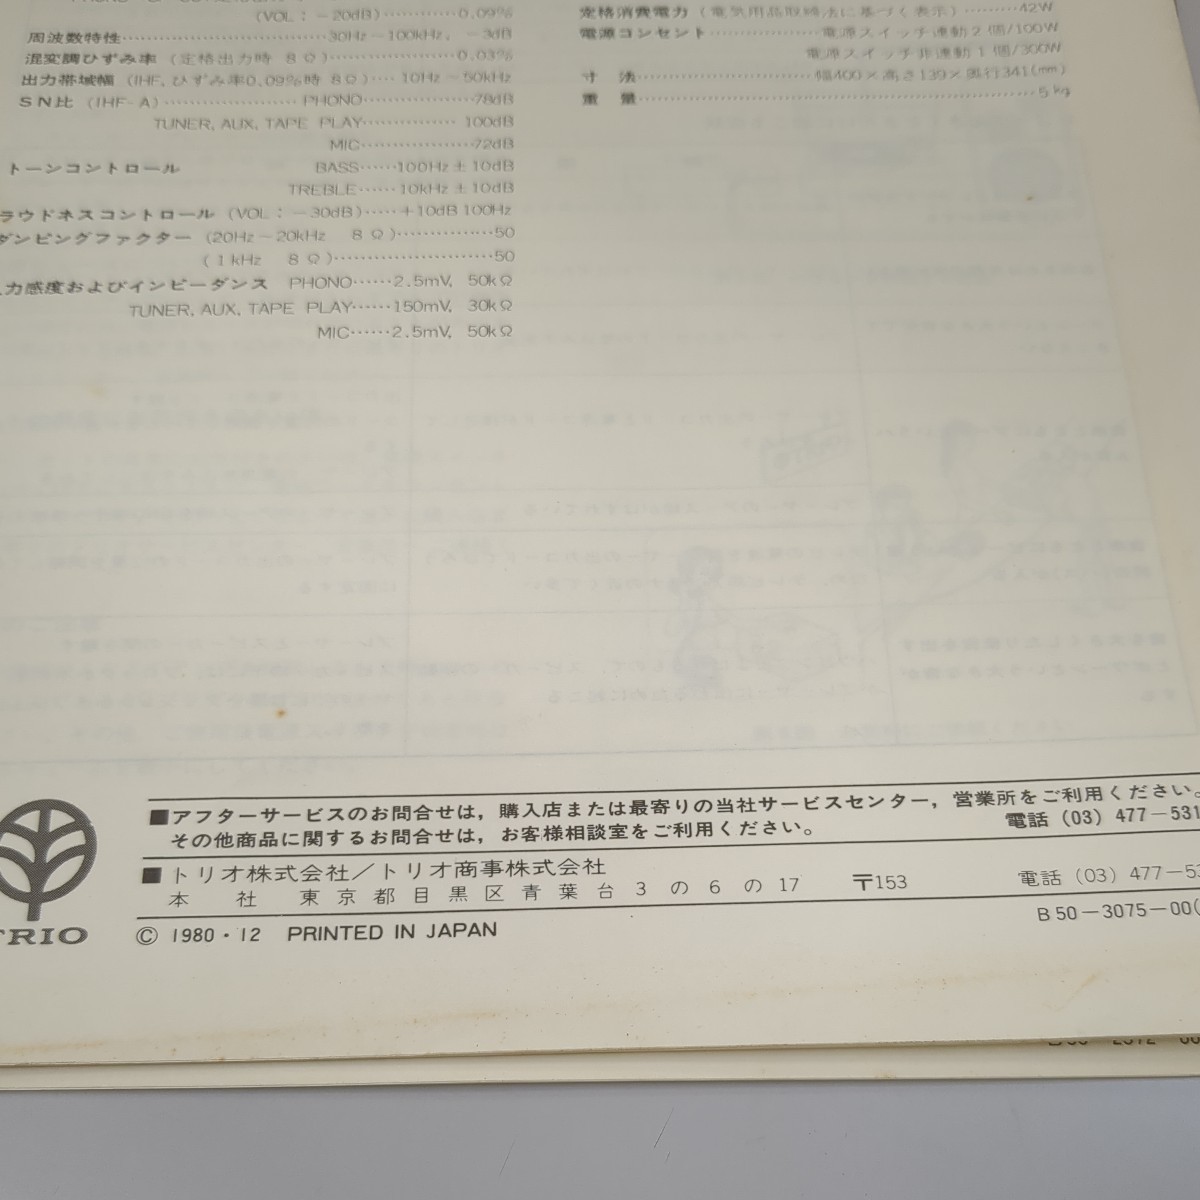 (VOL：−20dB)············0.09%
周波数特性······························30Hz〜100kHz，−3dB
混変調ひずみ率（定格出力時　8Ω）···················0.03%
出力帯域幅（IHF，ひずみ率0.09%時 8Ω）···· 10Hz〜50kHz
SN比（IHF-A）···················· PHONO·················78dB
TUNER, AUX, TAPE PLAY·············· 100dB
MIC·················72dB
トーンコントロール　BASS······100Hz ± 10dB
TREBLE······ 10kHz ± 10dB
ラウドネスコントロール（VOL：−30dB）·····+10dB 100Hz
ダンピングファクター（20Hz〜20kHz　8Ω）··············50
（1kHz　8Ω）························50
力感度およびインピーダンス　PHONO······2.5mV, 50kΩ
TUNER, AUX, TAPE PLAY······150mV, 30kΩ
MIC······2.5mV, 50kΩ
定格消費電力（電気用品取締法に基づく表示）·········42W
電源コンセント················電源スイッチ連動2個/100W
電源スイッチ非連動1個/300W
寸　法·························幅400×高さ139×奥行341(mm)
重　量·························································5kg
■アフターサービスのお問合せは，購入店または最寄りの当社サービスセンター，営業所をご利用ください。
その他商品に関するお問合せは，お客様相談室をご利用ください。　電話（03）477−531
■トリオ株式会社／トリオ商事株式会社
本　社　東京都目黒区青葉台3の6の17　〒153　電話（03）477−53
TRIO
© 1980・12　PRINTED IN JAPAN　B50−3075−00(